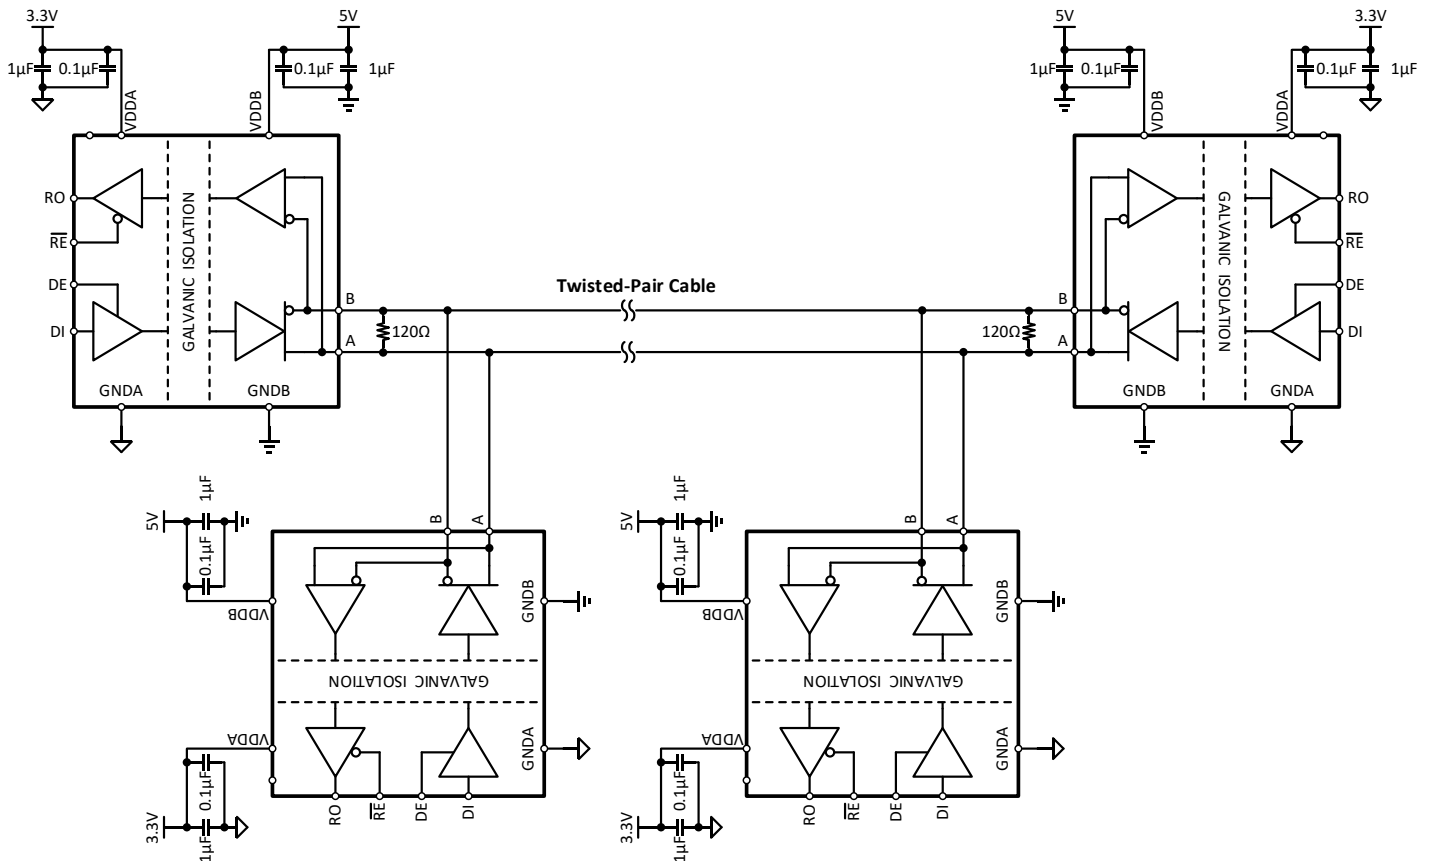 3.3V
5V
5V
3.3V
1µF
0.1µF
0.1µF
1µF
1µF
0.1µF
0.1µF
1µF
VDDA
VDDB
VDDB
VDDA
RO
RE
DE
DI
GALVANIC ISOLATION
GNDA
GNDB
B
A
120Ω
Twisted-Pair Cable
120Ω
B
A
GALVANIC ISOLATION
GNDB
GNDA
RO
RE
DE
DI
5V
1µF
0.1µF
VDDB
B
A
GNDB
GALVANIC ISOLATION
VDDA
GNDA
3.3V
0.1µF
1µF
RO
RE
DE
DI
5V
1µF
0.1µF
VDDB
B
A
GNDB
GALVANIC ISOLATION
VDDA
GNDA
3.3V
0.1µF
1µF
RO
RE
DE
DI